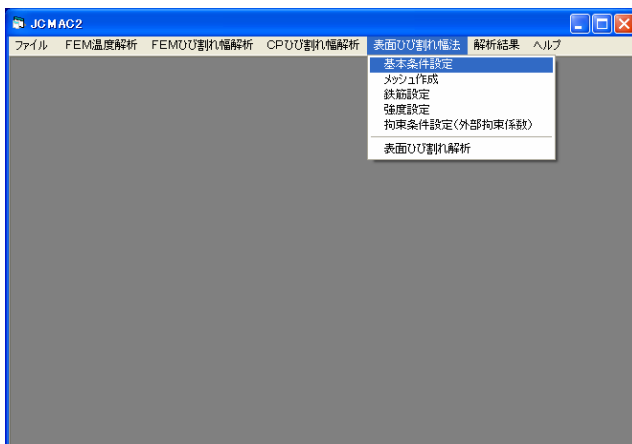 JCMAC2
ファイル FEM温度解析 FEMひび割れ幅解析 CPひび割れ幅解析 表面ひび割れ幅法 解析結果 ヘルプ
基本条件設定
メッシュ作成
鉄筋設定
強度設定
拘束条件設定(外部拘束係数)
表面ひび割れ解析